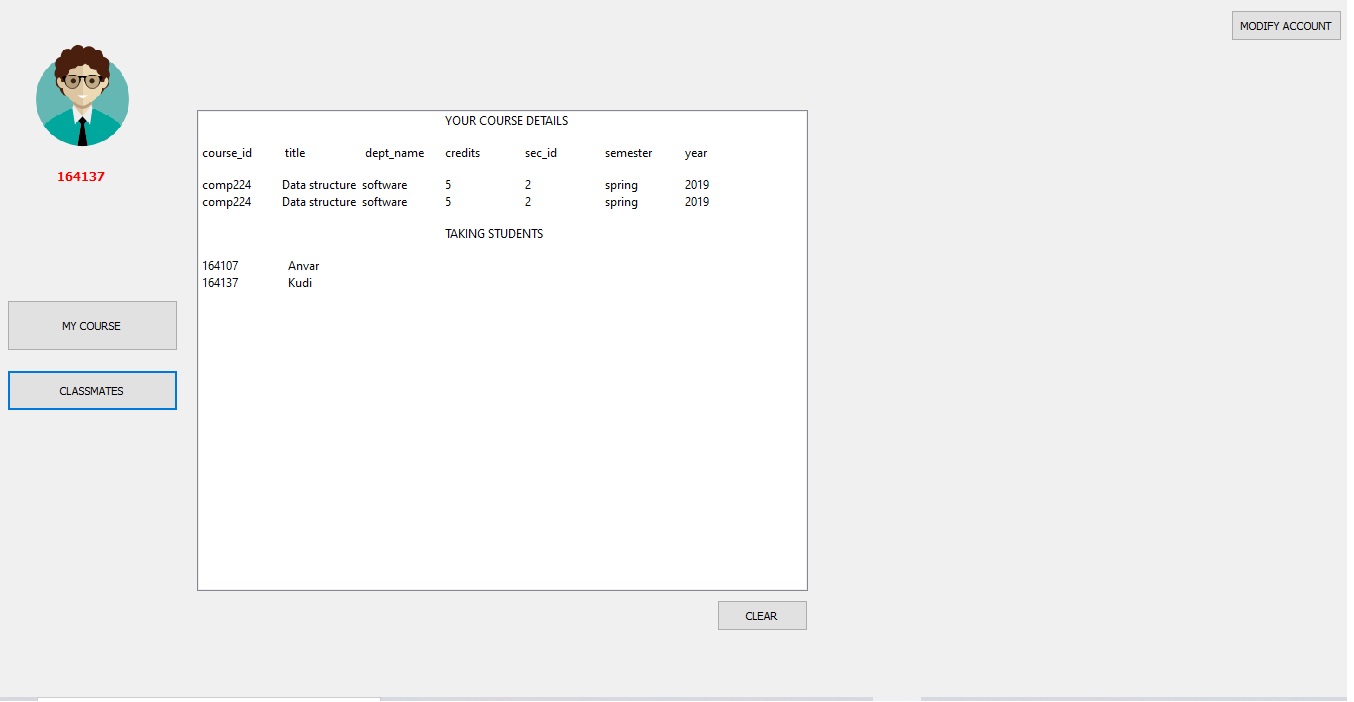 MODIFY ACCOUNT
164137
MY COURSE
CLASSMATES
YOUR COURSE DETAILS
course_id title dept_name credits sec_id semester year
comp224 Data structure software 5 2 spring 2019
comp224 Data structure software 5 2 spring 2019
TAKING STUDENTS
164107 Anvar
164137 Kudi
CLEAR